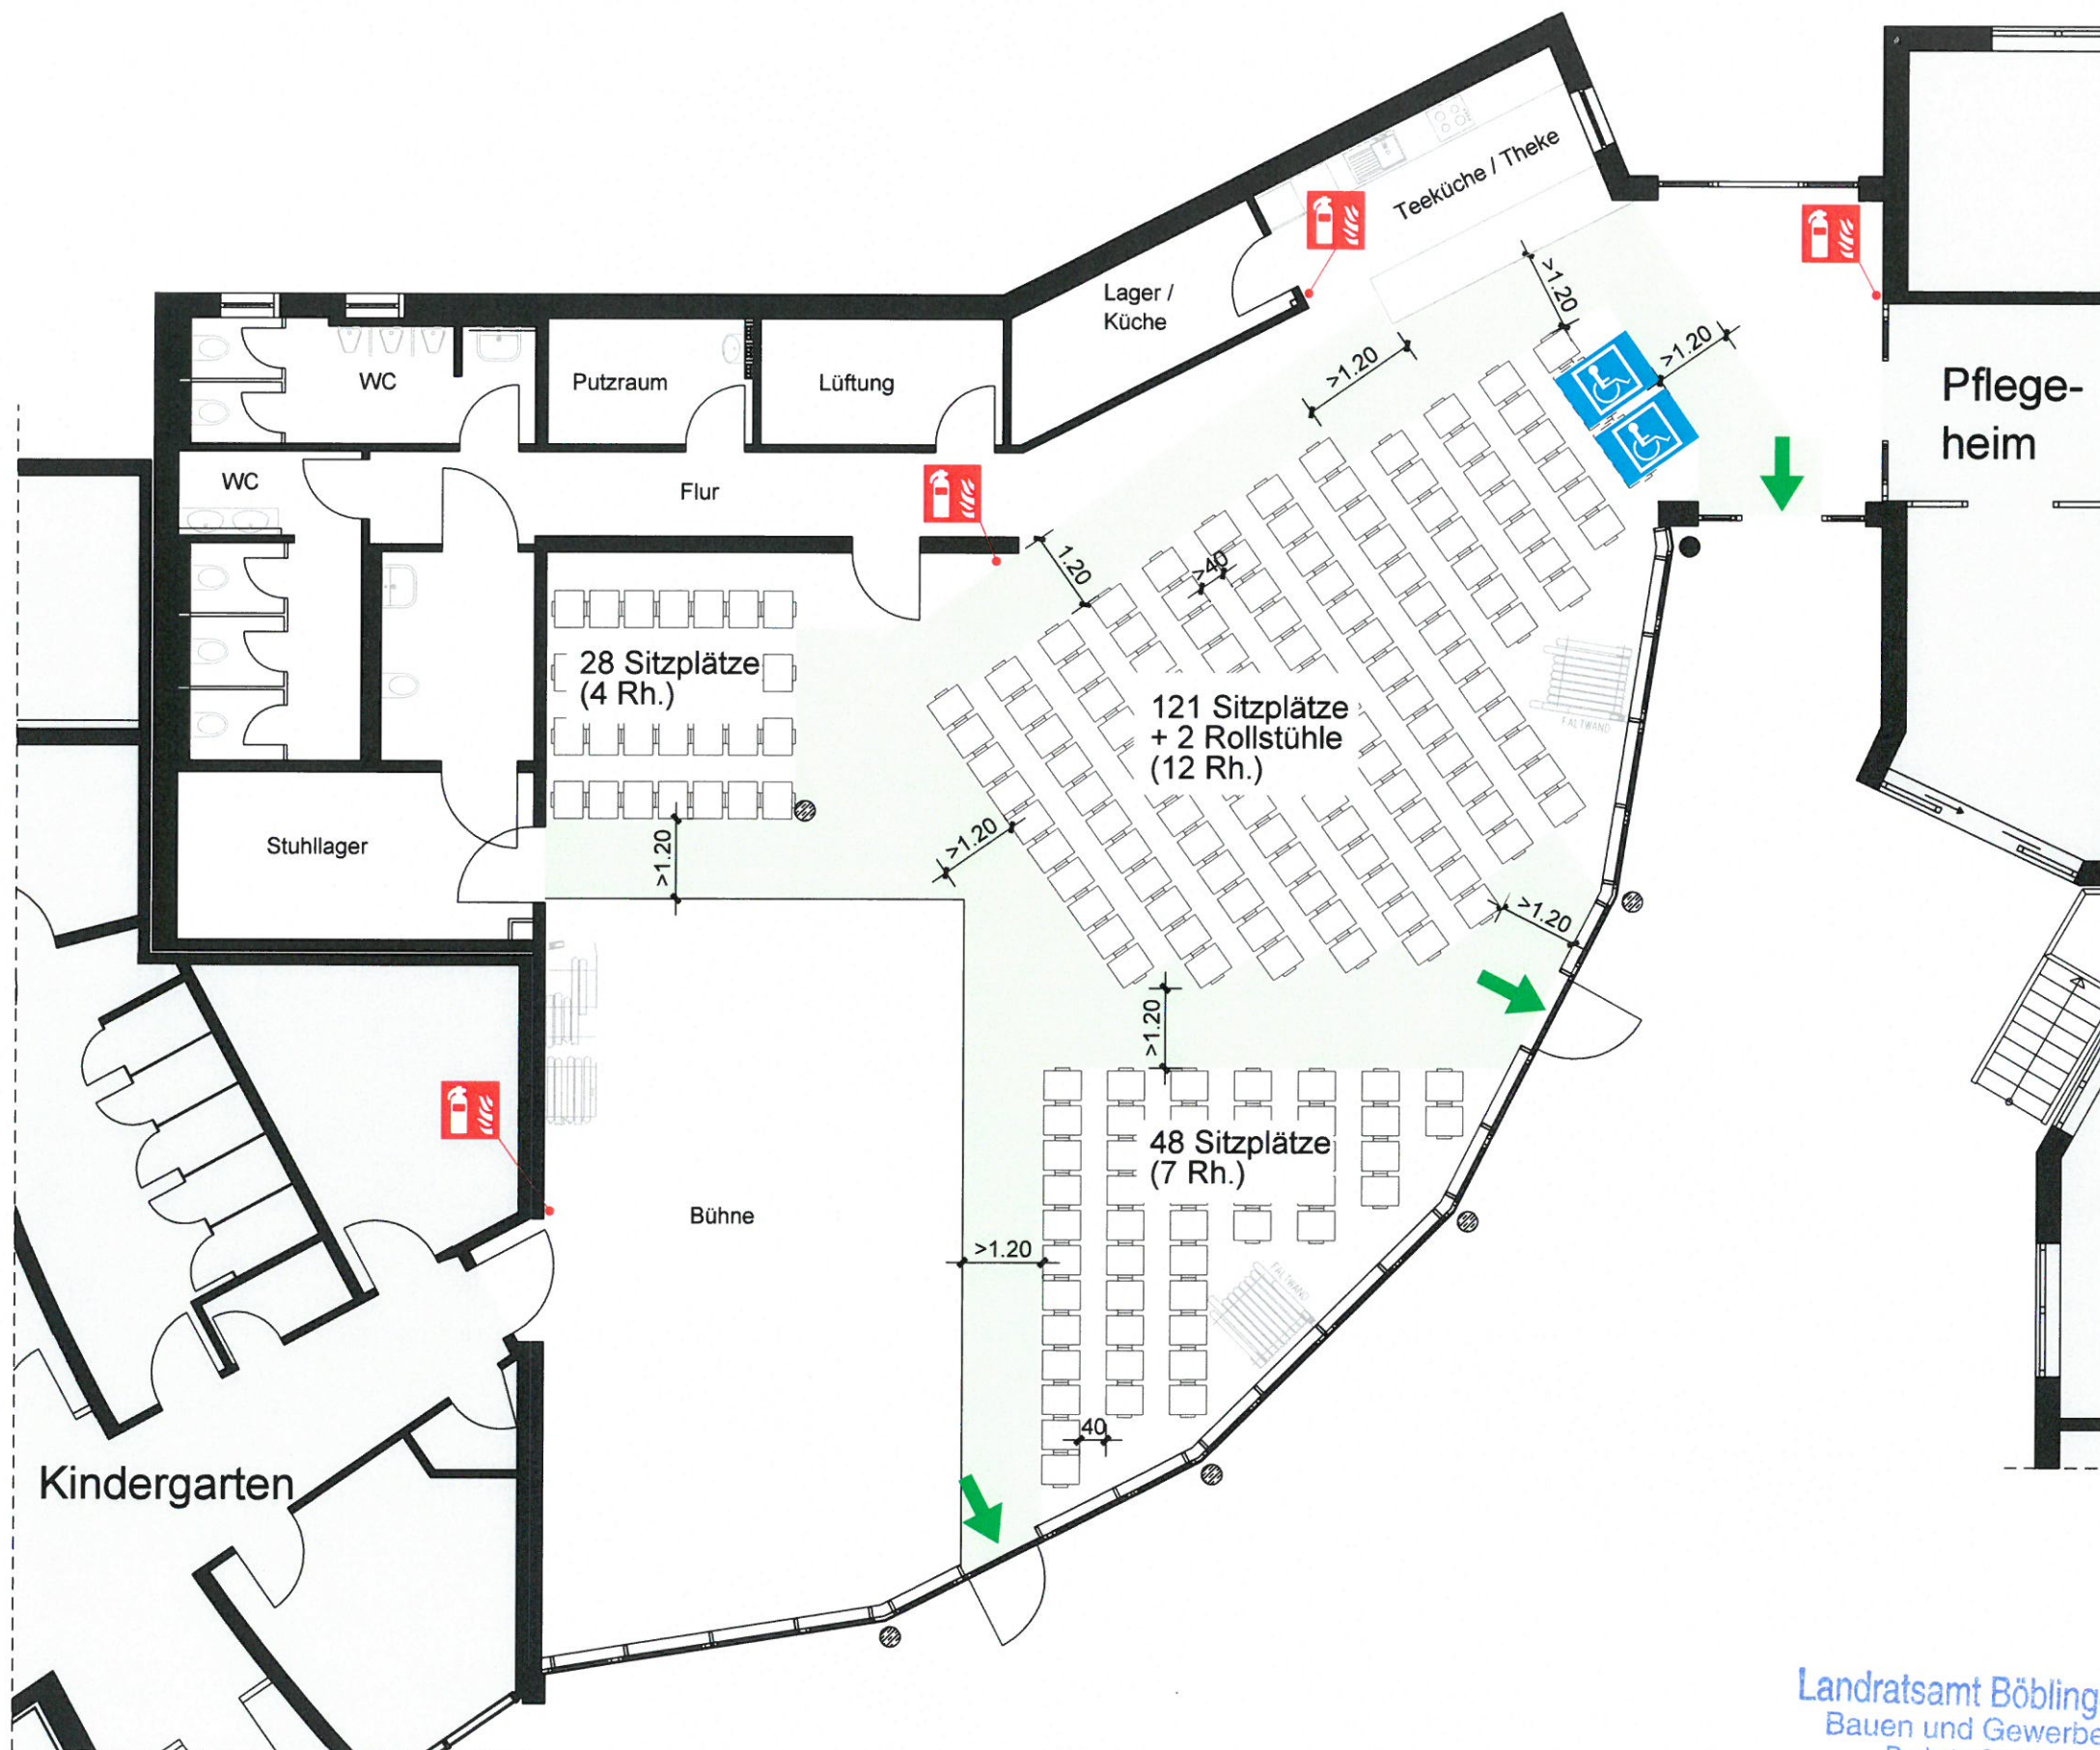 Teeküche / Theke
>1.20
Lager /
Küche
>1.20
>1.20
WC
Putzraum
Lüftung
Pflege-
heim
WC
Flur
1.20
>40
28 Sitzplätze
(4 Rh.)
121 Sitzplätze
+ 2 Rollstühle
(12 Rh.)
FALTWAND
Stuhllager
>1.20
>1.20
>1.20
>1.20
48 Sitzplätze
(7 Rh.)
Bühne
>1.20
FALTWAND
40
Kindergarten
Landratsamt Böbling
Bauen und Gewerbe